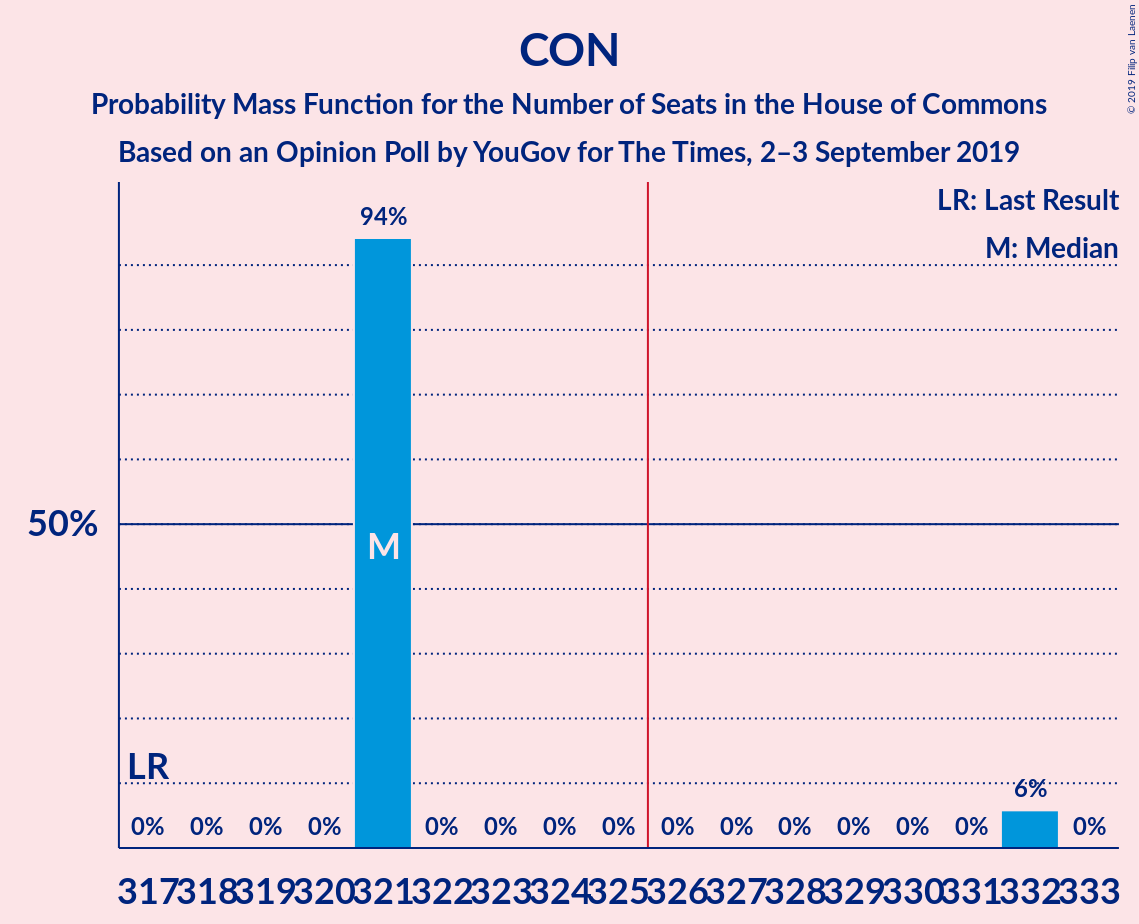 CON
Probability Mass Function for the Number of Seats in the House of Commons
Based on an Opinion Poll by YouGov for The Times, 2–3 September 2019
© 2019 Filip van Laenen
LR: Last Result
M: Median
94%
50%
M
LR
6%
0% 0% 0% 0% 0% 0% 0% 0% 0% 0% 0% 0% 0% 0% 0%
317 318 319 320 321 322 323 324 325 326 327 328 329 330 331 332 333